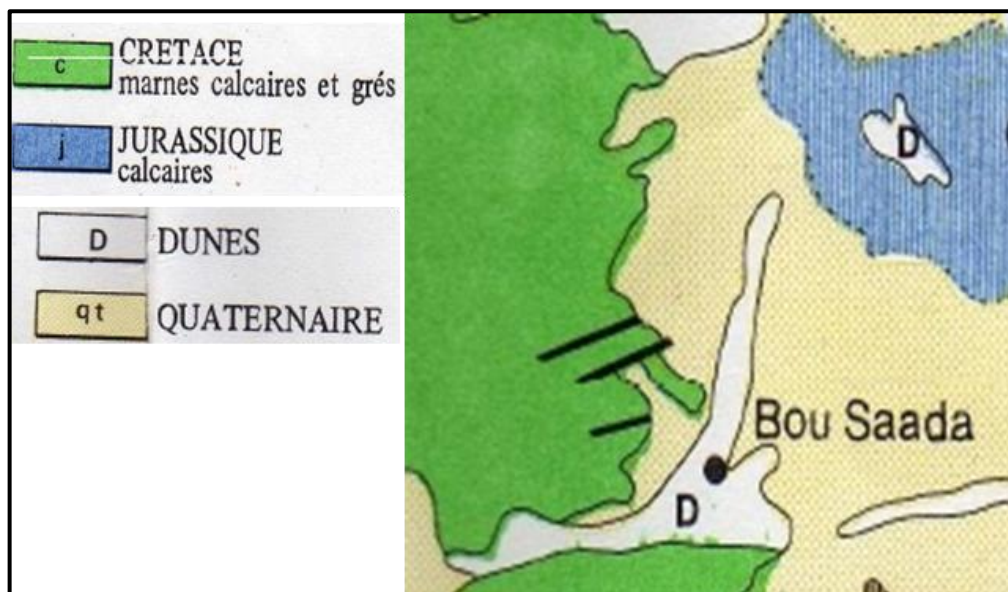 c
CRETACE
marnes calcaires et grés
j
JURASSIQUE
calcaires
D
DUNES
qt
QUATERNAIRE
D
Bou Saada
D